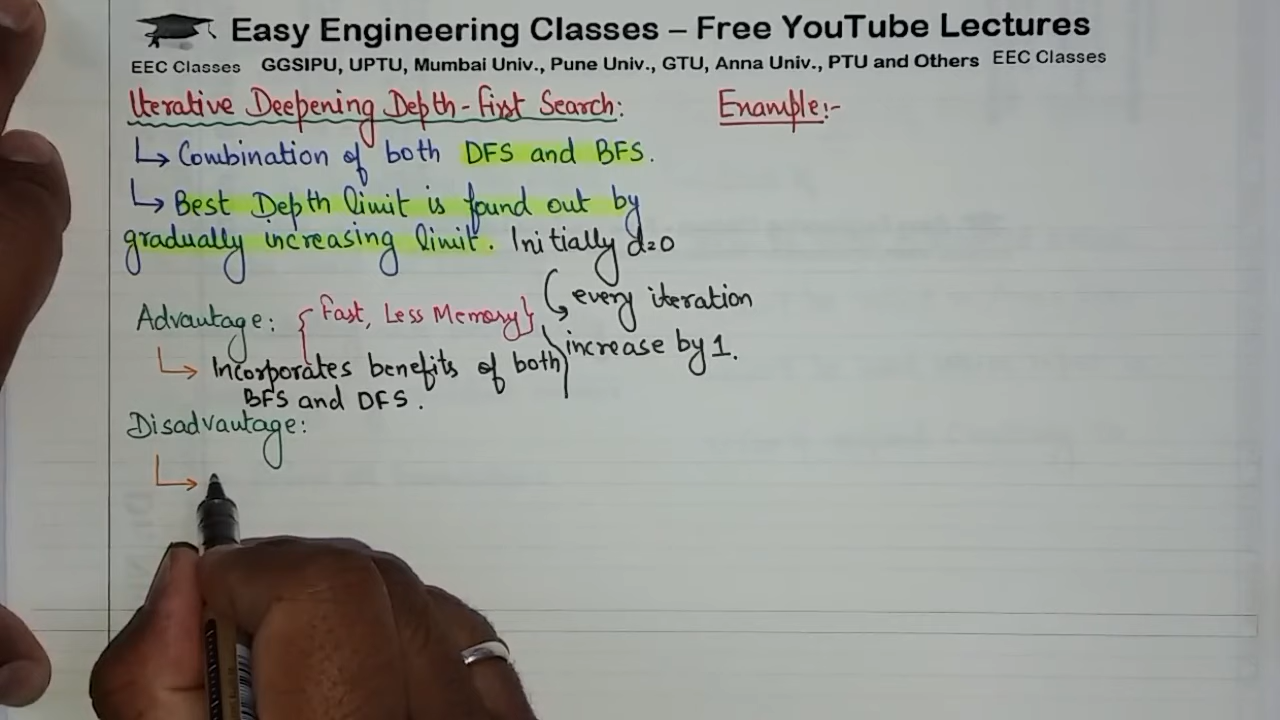 Easy Engineering Classes – Free YouTube Lectures
EEC Classes GGSIPU, UPTU, Mumbai Univ., Pune Univ., GTU, Anna Univ., PTU and Others EEC Classes
Iterative Deepening Depth-First Search:
Example:-
↳ Combination of both DFS and BFS.
↳ Best Depth limit is found out by
gradually increasing limit. Initially d=0
every iteration
increase by 1.
Advantage: { Fast, Less Memory }
↳ Incorporates benefits of both
BFS and DFS.
Disadvantage:
↳